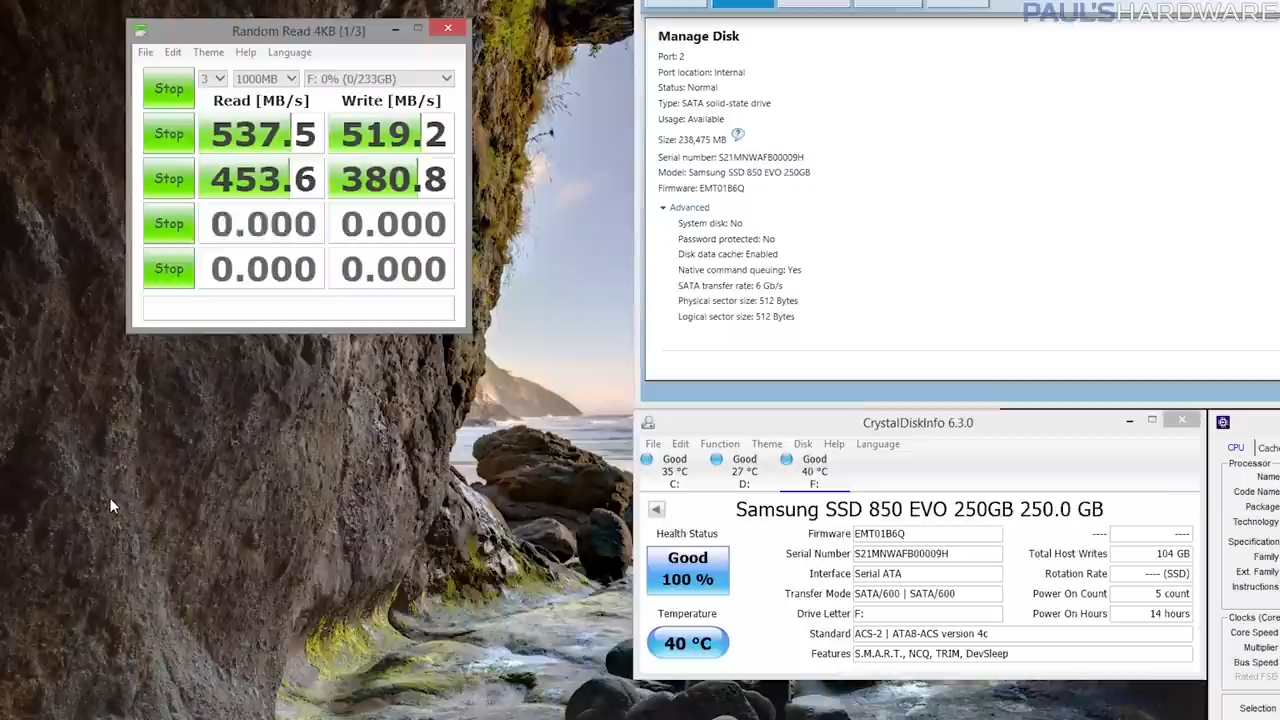 PAUL'SHARDWARE
Random Read 4KB [1/3]
File Edit Theme Help Language
Stop 3 1000MB F: 0% (0/233GB)
Read [MB/s] Write [MB/s]
Stop 537.5 519.2
Stop 453.6 380.8
Stop 0.000 0.000
Stop 0.000 0.000
Manage Disk
Port: 2
Port location: Internal
Status: Normal
Type: SATA solid-state drive
Usage: Available
Size: 238,475 MB ?
Serial number: S21MNWAFB00009H
Model: Samsung SSD 850 EVO 250GB
Firmware: EMT01B6Q
Advanced
System disk: No
Password protected: No
Disk data cache: Enabled
Native command queuing: Yes
SATA transfer rate: 6 Gb/s
Physical sector size: 512 Bytes
Logical sector size: 512 Bytes
CrystalDiskInfo 6.3.0
File Edit Function Theme Disk Help Language
Good Good Good
35 °C 27 °C 40 °C
C: D: F:
Samsung SSD 850 EVO 250GB 250.0 GB
Health Status
Good
100 %
Temperature
40 °C
Firmware EMT01B6Q ---- ----
Serial Number S21MNWAFB00009H Total Host Writes 104 GB
Interface Serial ATA Rotation Rate ---- (SSD)
Transfer Mode SATA/600 | SATA/600 Power On Count 5 count
Drive Letter F: Power On Hours 14 hours
Standard ACS-2 | ATA8-ACS version 4c
Features S.M.A.R.T., NCQ, TRIM, DevSleep
CPU Cache
Processor
Name
Code Name
Package
Technology
Specification
Family
Ext. Family
Instructions
Clocks (Core
Core Speed
Multiplier
Bus Speed
Rated FSB
Selection